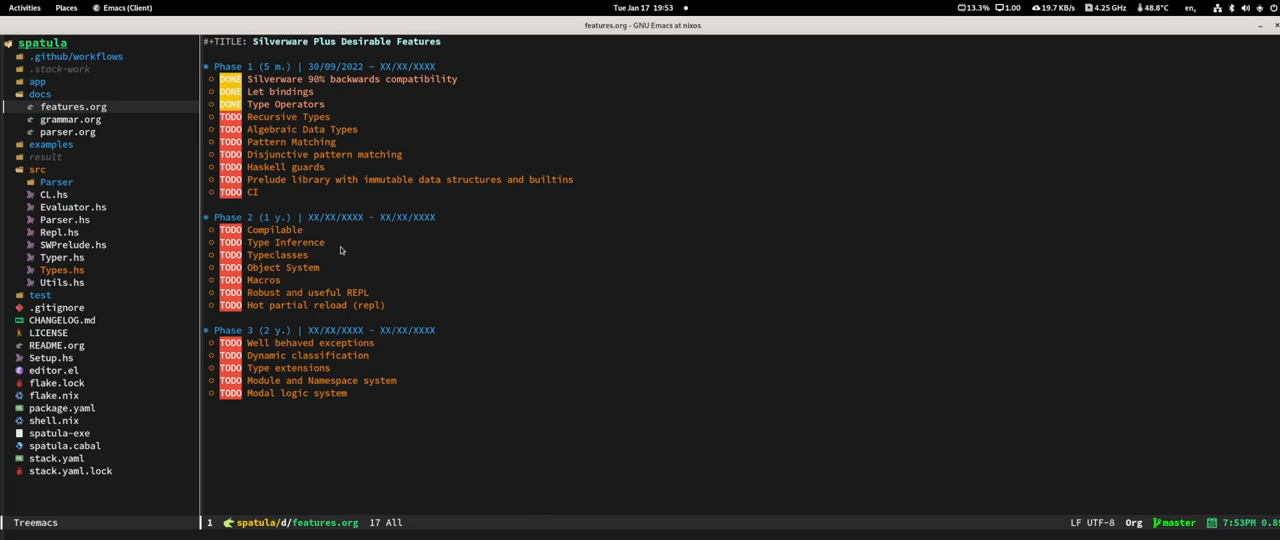 Activities Places Emacs (Client) Tue Jan 17 19:53 13.3% 1.00 19.7 KB/s 4.25 GHz 48.8°C en,
features.org - GNU Emacs at nixos
spatula
.github/workflows
.stack-work
app
docs
features.org
grammar.org
parser.org
examples
result
src
Parser
CL.hs
Evaluator.hs
Parser.hs
Repl.hs
SWPrelude.hs
Typer.hs
Types.hs
Utils.hs
test
.gitignore
CHANGELOG.md
LICENSE
README.org
Setup.hs
editor.el
flake.lock
flake.nix
package.yaml
shell.nix
spatula-exe
spatula.cabal
stack.yaml
stack.yaml.lock
Treemacs
#+TITLE: Silverware Plus Desirable Features
Phase 1 (5 m.) | 30/09/2022 - XX/XX/XXXX
DONE Silverware 90% backwards compatibility
DONE Let bindings
DONE Type Operators
TODO Recursive Types
TODO Algebraic Data Types
TODO Pattern Matching
TODO Disjunctive pattern matching
TODO Haskell guards
TODO Prelude library with immutable data structures and builtins
TODO CI
Phase 2 (1 y.) | XX/XX/XXXX - XX/XX/XXXX
TODO Compilable
TODO Type Inference
TODO Typeclasses
TODO Object System
TODO Macros
TODO Robust and useful REPL
TODO Hot partial reload (repl)
Phase 3 (2 y.) | XX/XX/XXXX - XX/XX/XXXX
TODO Well behaved exceptions
TODO Dynamic classification
TODO Type extensions
TODO Module and Namespace system
TODO Modal logic system
1 spatula/d/features.org 17 All LF UTF-8 Org master 7:53PM